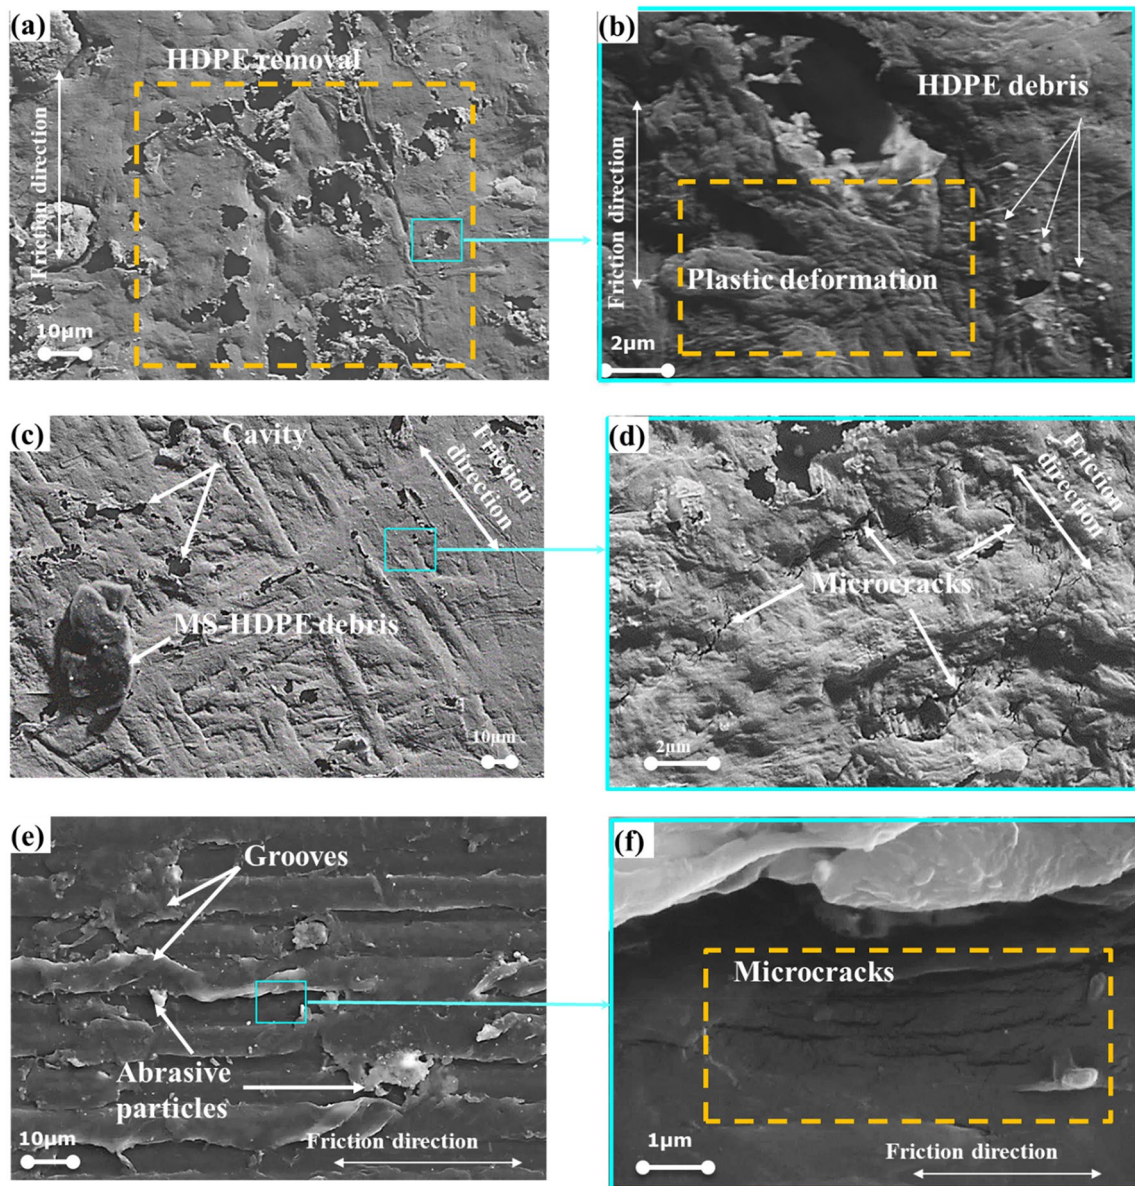 (a)
HDPE removal
Friction direction
10μm
(b)
HDPE debris
Friction direction
Plastic deformation
2μm
(c)
Cavity
Friction
direction
MS-HDPE debris
10μm
(d)
Friction
direction
Microcracks
2μm
(e)
Grooves
Abrasive
particles
10μm
Friction direction
(f)
Microcracks
1μm
Friction direction